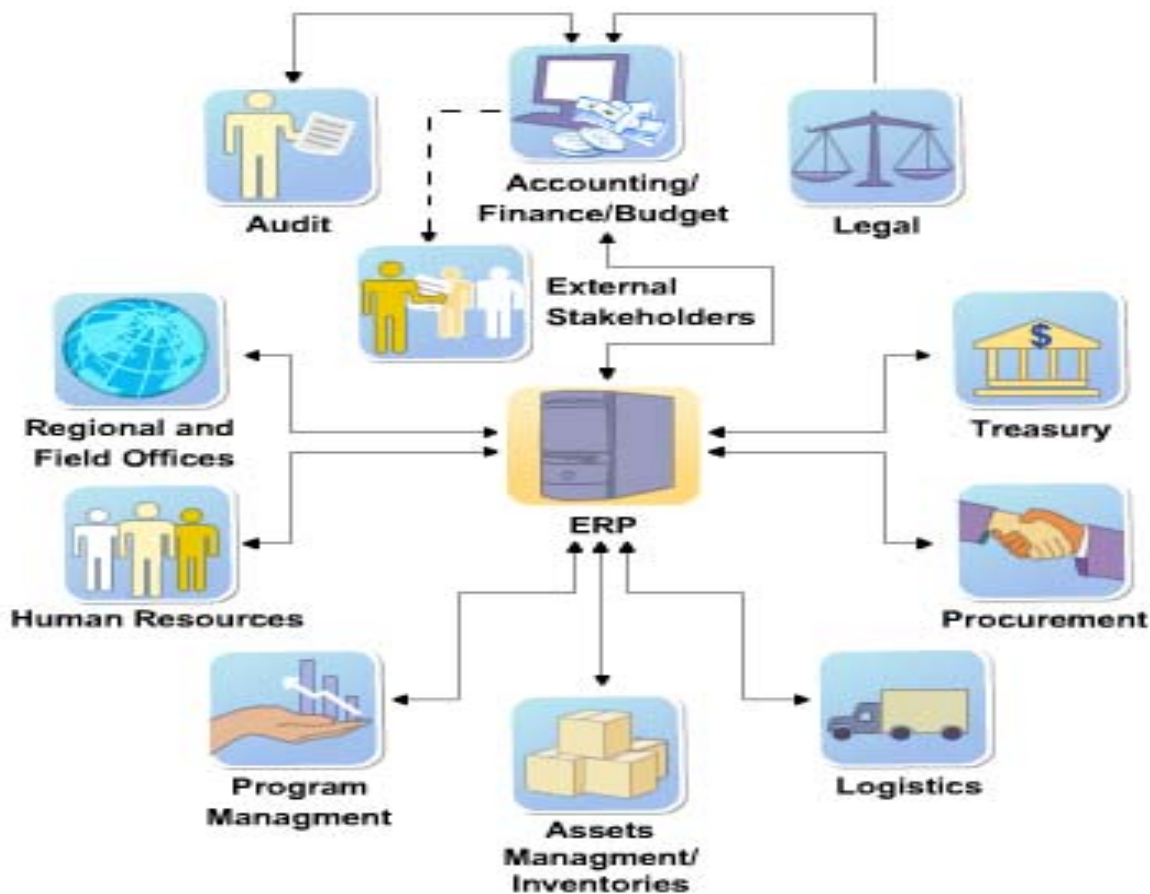 Audit
Accounting/
Finance/Budget
Legal
External
Stakeholders
Regional and
Field Offices
$
Treasury
ERP
Human Resources
Procurement
Program
Managment
Assets
Managment/
Inventories
Logistics